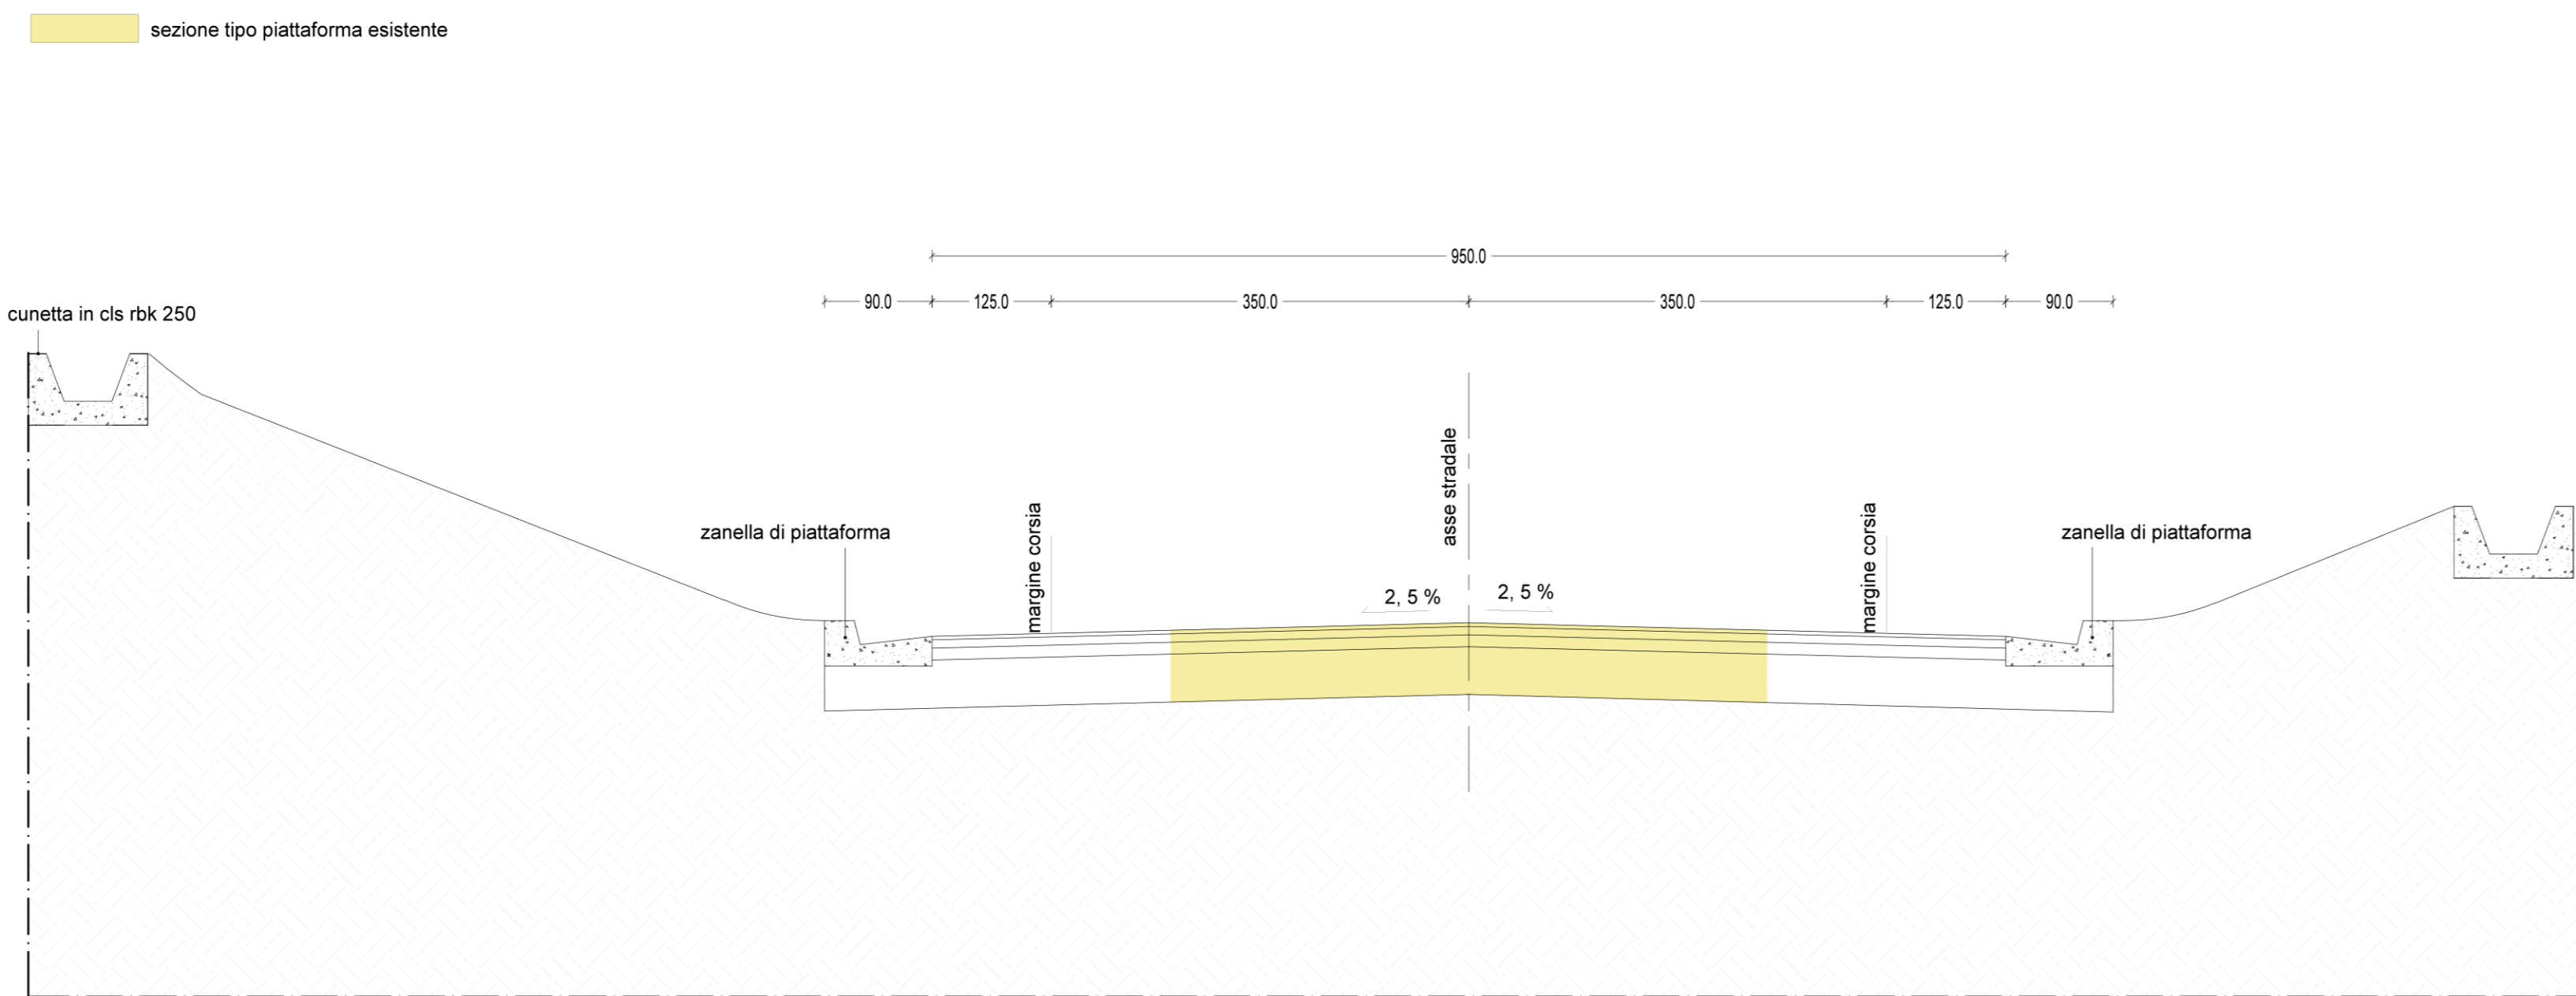 sezione tipo piattaforma esistente
950.0
90.0 125.0 350.0 350.0 125.0 90.0
cunetta in cls rbk 250
asse stradale
margine corsia
margine corsia
zanella di piattaforma
zanella di piattaforma
2, 5 %
2, 5 %